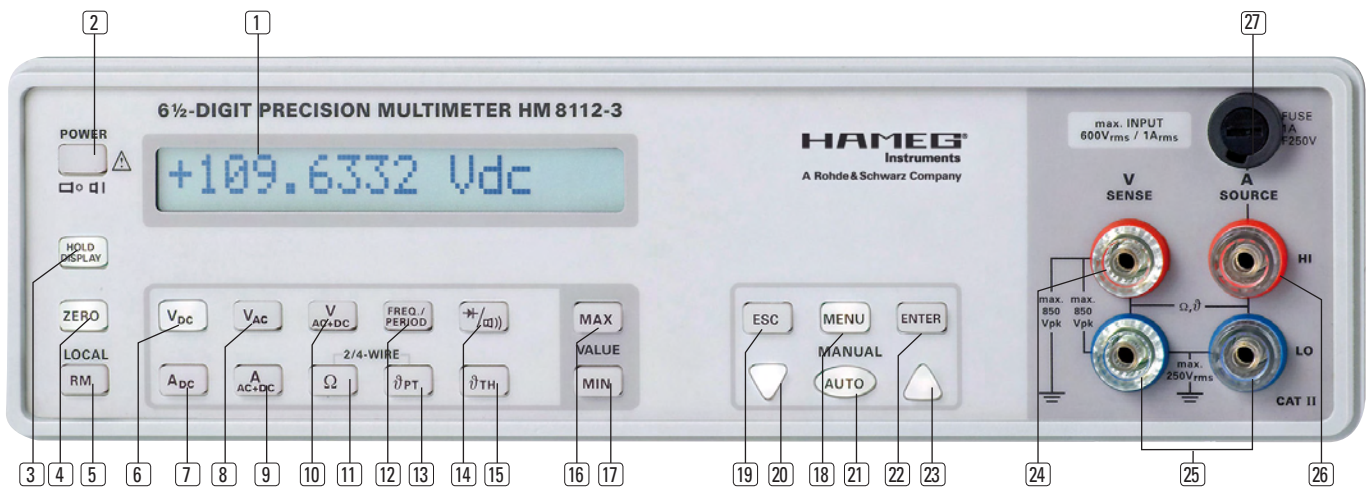 2
1
27
6½-DIGIT PRECISION MULTIMETER HM 8112-3
POWER
+109.6332 Vdc
HAMEG®
Instruments
A Rohde & Schwarz Company
max. INPUT
600Vrms / 1Arms
FUSE
1A
F250V
V
SENSE
A
SOURCE
HOLD
DISPLAY
HI
ZERO
VDC
VAC
V
AC+DC
FREQ./
PERIOD
MAX
ESC
MENU
ENTER
max.
850
Vpk
max.
850
Vpk
Ω,ϑ
LOCAL
2/4-WIRE
VALUE
MANUAL
LO
RM
ADC
A
AC+DC
Ω
ϑPT
ϑTH
MIN
AUTO
max.
250Vrms
CAT II
3
4
5
6
7
8
9
10
11
12
13
14
15
16
17
19
20
18
21
22
23
24
25
26